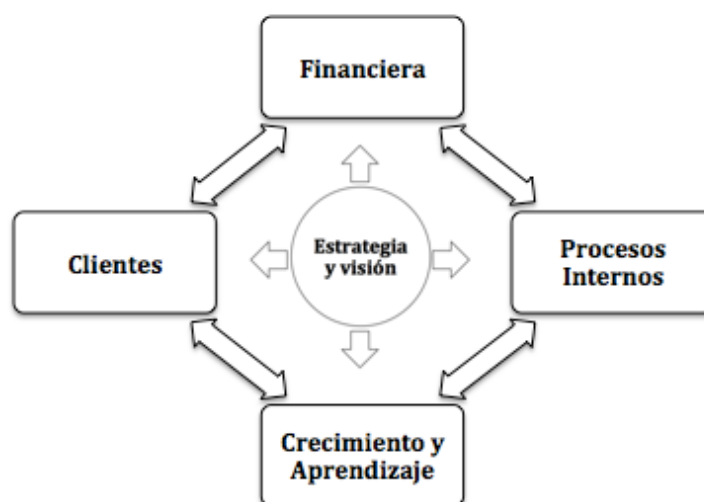 Financiera
Clientes
Estrategia
y visión
Procesos
Internos
Crecimiento y
Aprendizaje